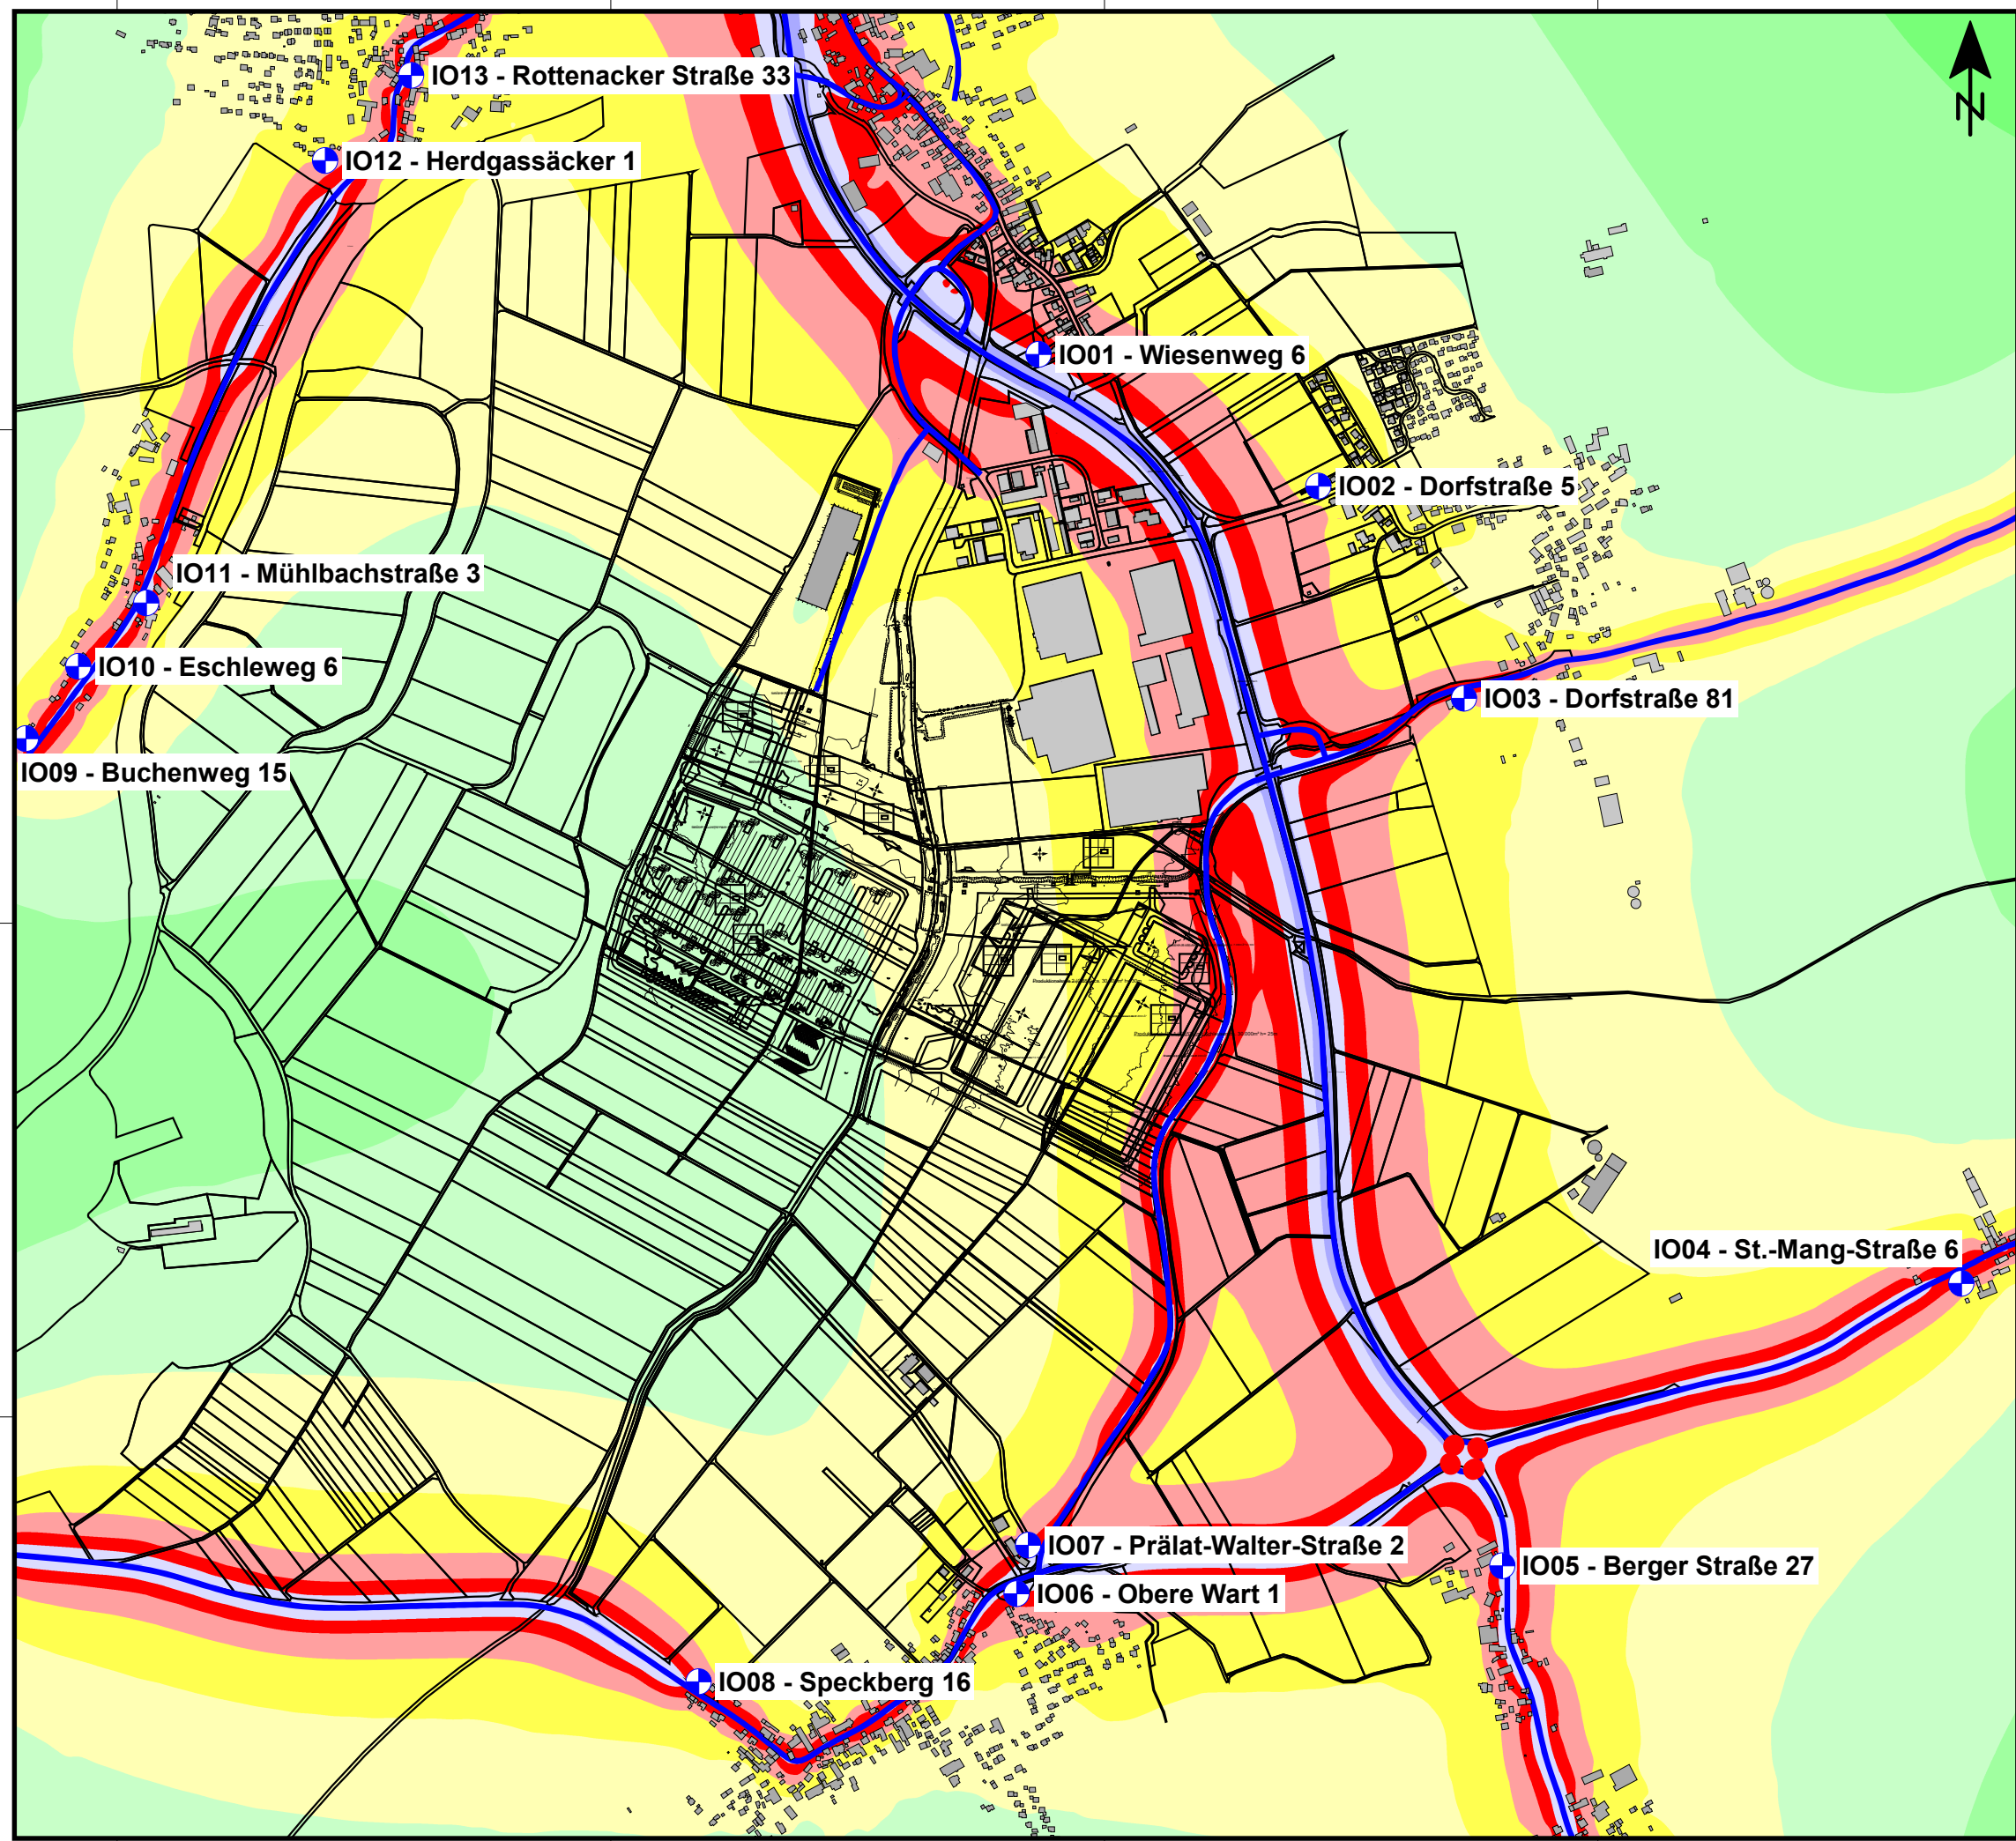 N
IO13 - Rottenacker Straße 33
IO12 - Herdgassäcker 1
IO01 - Wiesenweg 6
IO02 - Dorfstraße 5
IO11 - Mühlbachstraße 3
IO10 - Eschleweg 6
IO03 - Dorfstraße 81
IO09 - Buchenweg 15
IO04 - St.-Mang-Straße 6
IO07 - Prälat-Walter-Straße 2
IO05 - Berger Straße 27
IO06 - Obere Wart 1
IO08 - Speckberg 16